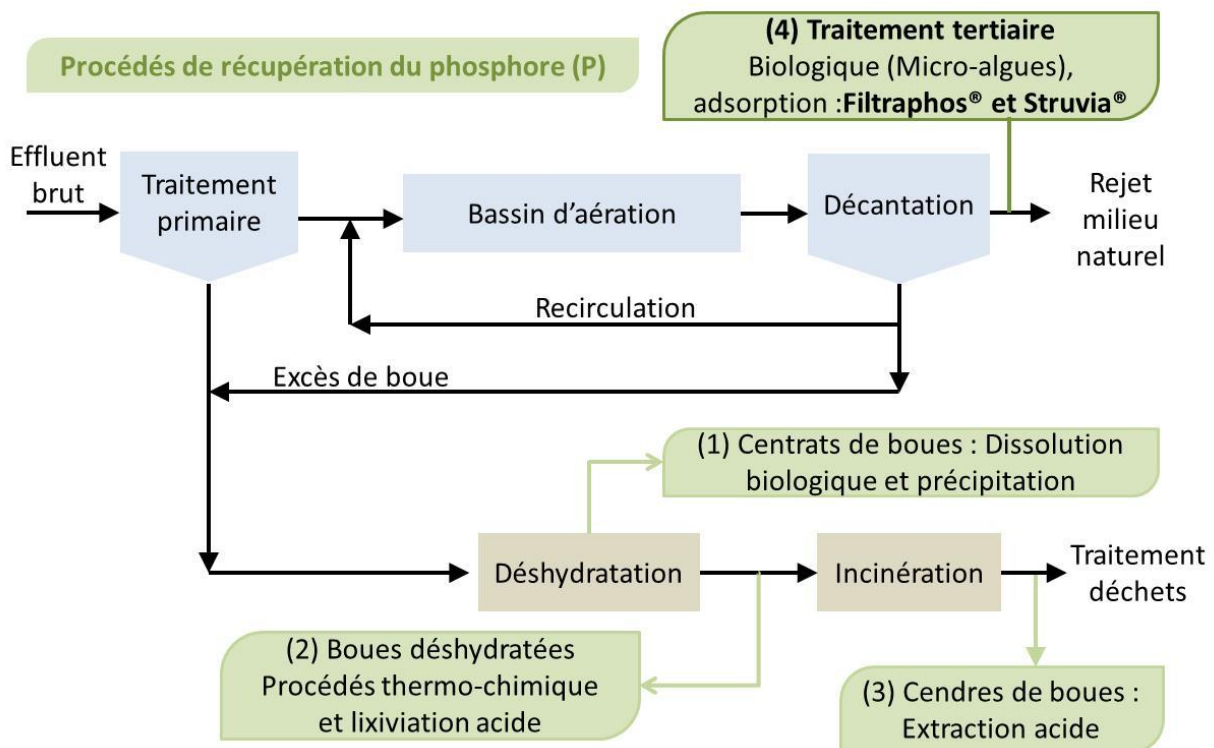 (4) Traitement tertiaire
Biologique (Micro-algues),
adsorption :Filtraphos® et Struvia®
Procédés de récupération du phosphore (P)
Effluent
brut
Traitement
primaire
Bassin d’aération
Décantation
Rejet
milieu
naturel
Recirculation
Excès de boue
(1) Centrats de boues : Dissolution
biologique et précipitation
Déshydratation
Incinération
Traitement
déchets
(2) Boues déshydratées
Procédés thermo-chimique
et lixiviation acide
(3) Cendres de boues :
Extraction acide